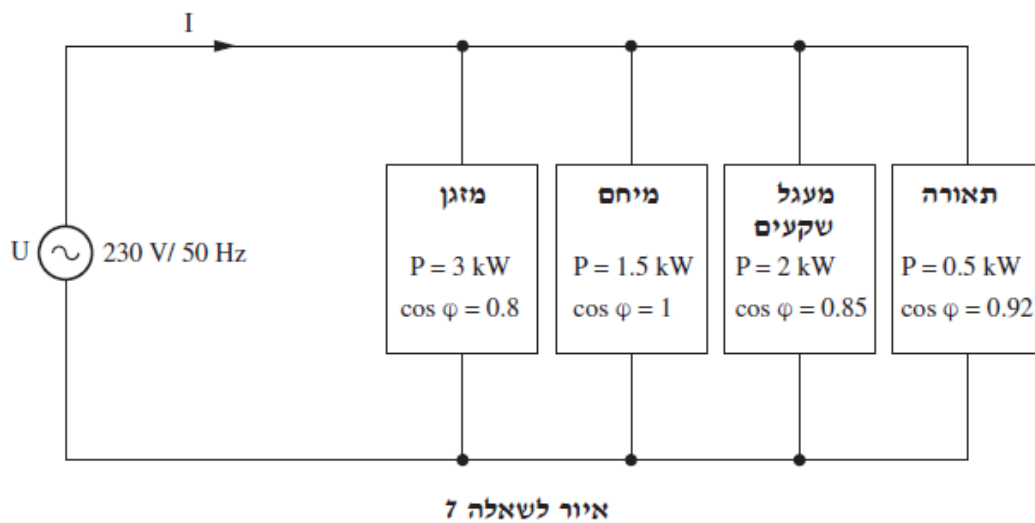 I
U
230 V/ 50 Hz
מזגן
P = 3 kW
cos φ = 0.8
מיחם
P = 1.5 kW
cos φ = 1
מעגל
שקעים
P = 2 kW
cos φ = 0.85
תאורה
P = 0.5 kW
cos φ = 0.92
איור לשאלה 7